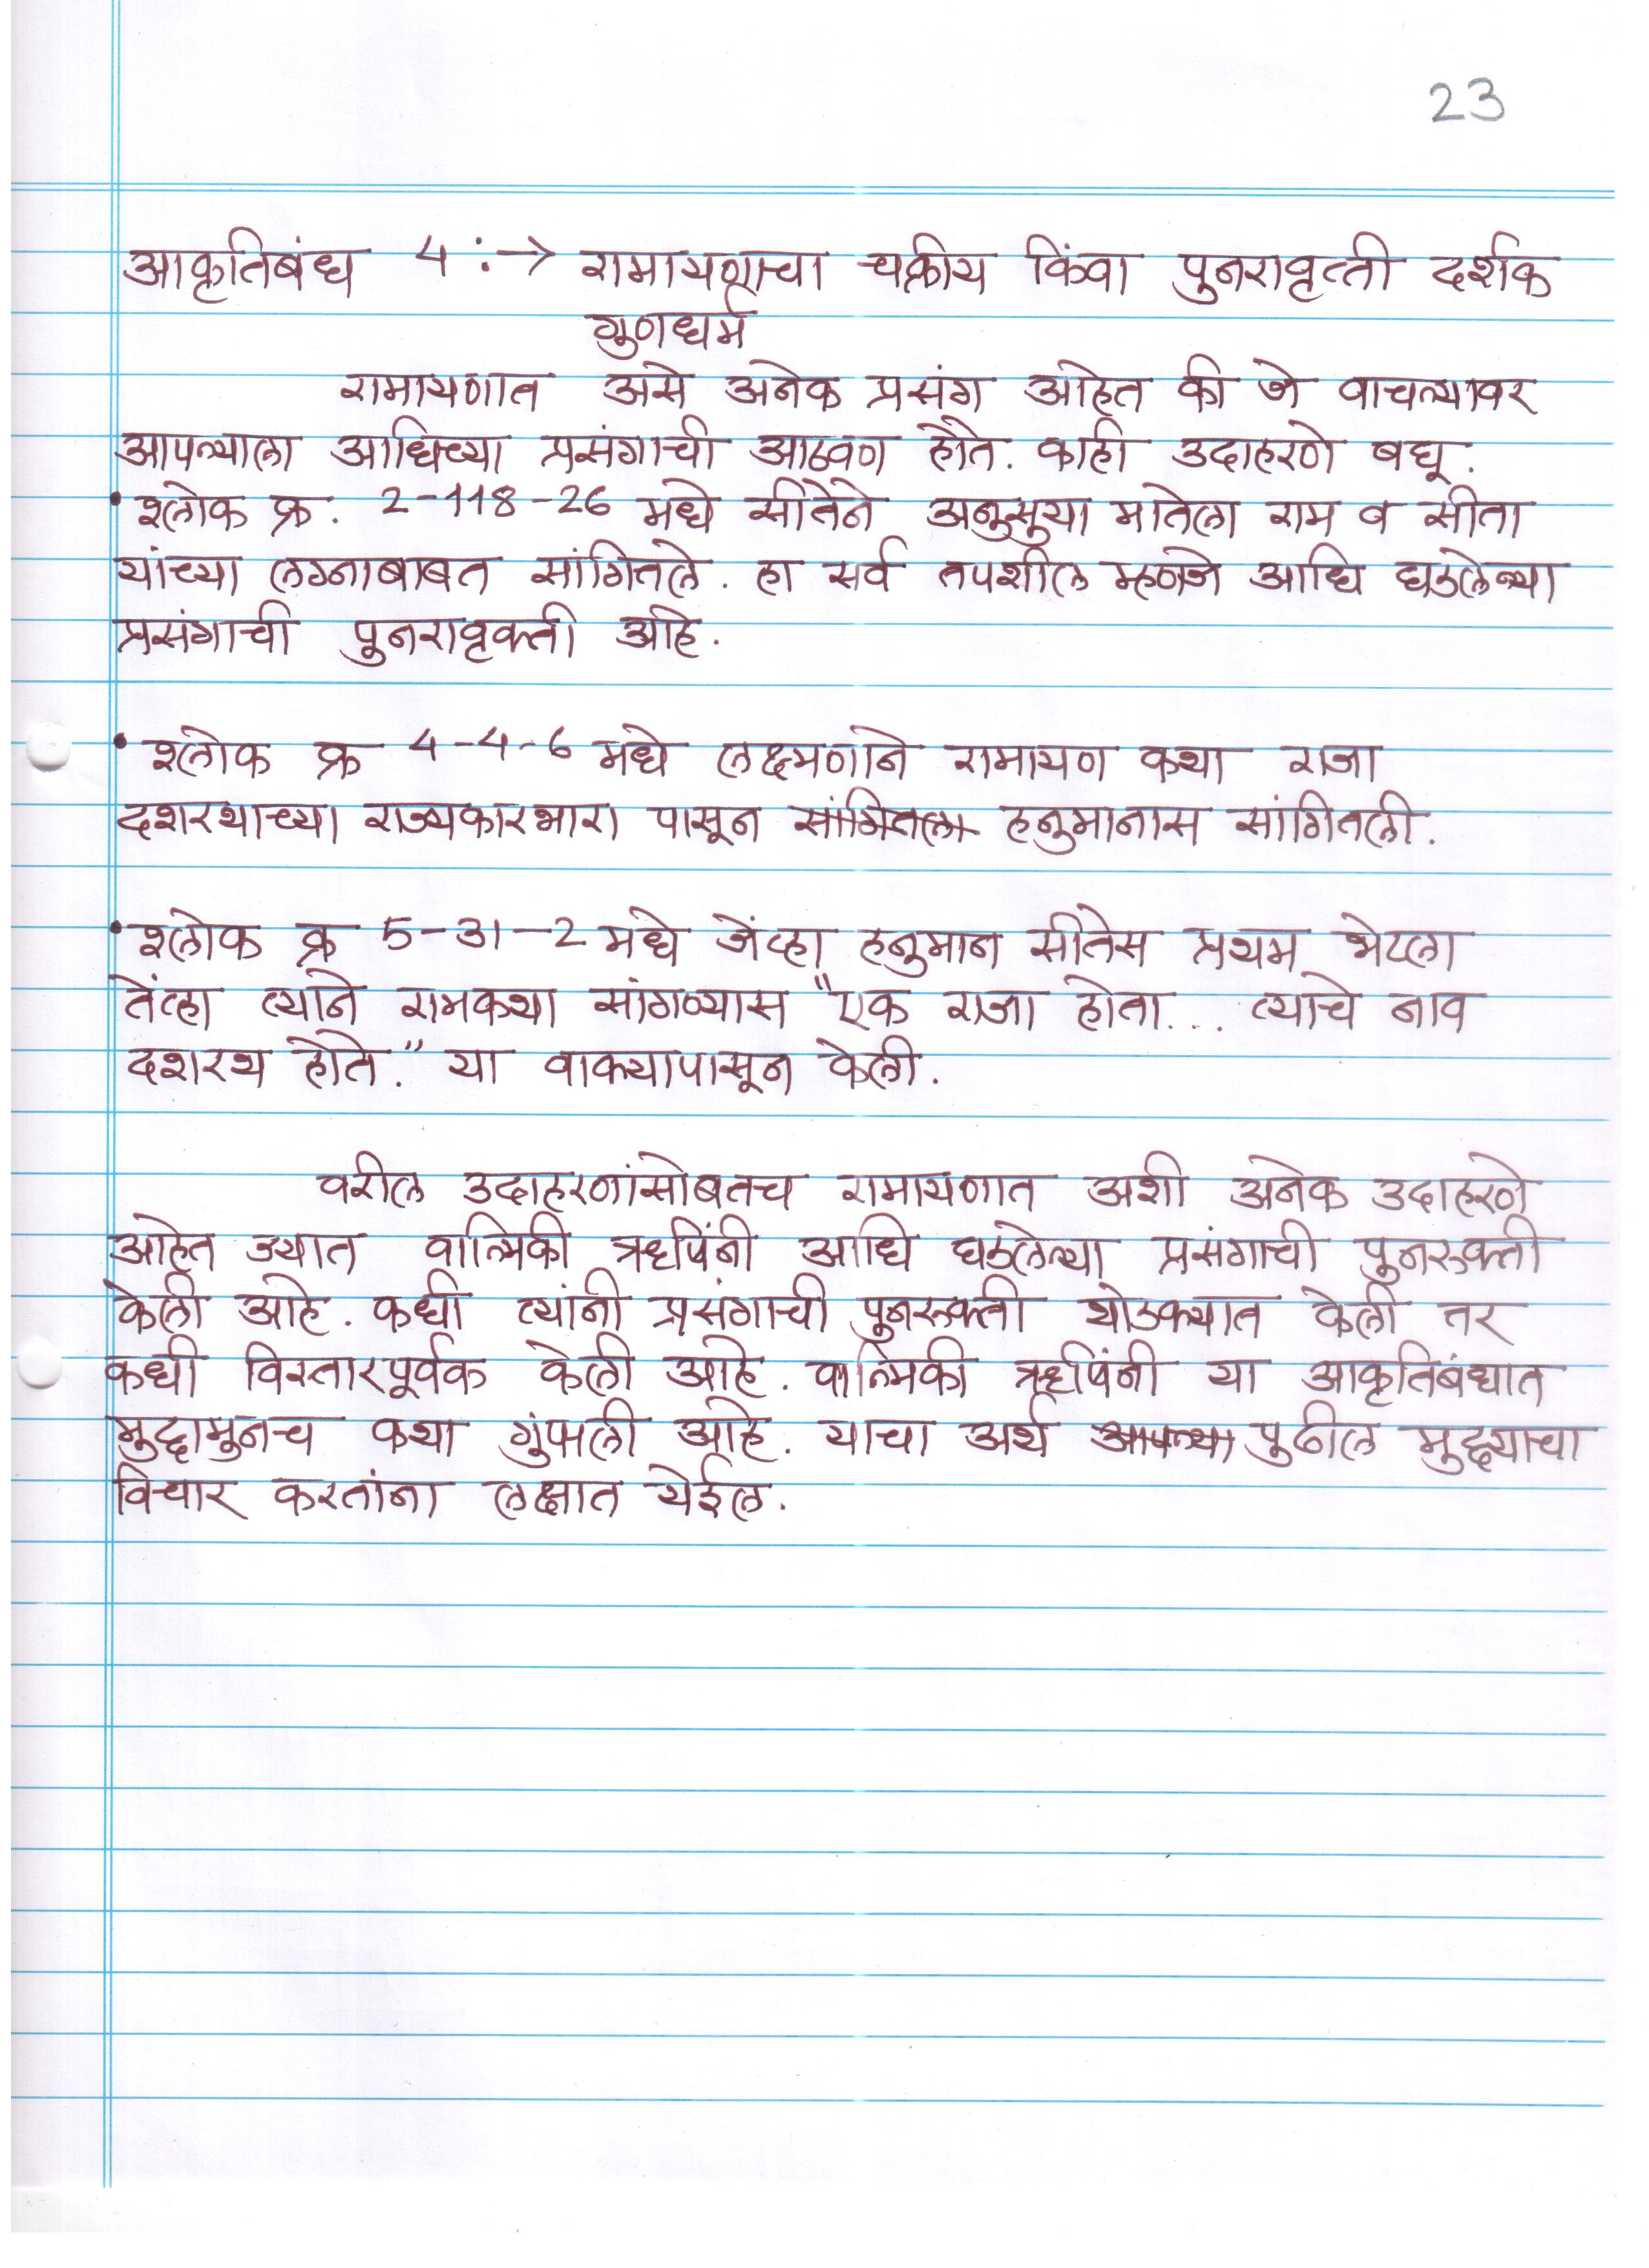 23
आकृतिबंध 4 :→ रामायणाचा चक्रीय किंवा पुनरावृत्ती दर्शक
गुणधर्म
रामायणात असे अनेक प्रसंग आहेत की जे वाचल्यावर
आपल्याला आधिच्या प्रसंगाची आठवण होते. काही उदाहरणे बघू.
• श्लोक क्र. 2-118-26 मधे सीतेने अनुसुया मातेला राम व सीता
यांच्या लग्नाबाबत सांगितले. हा सर्व तपशील म्हणजे आधि घडलेल्या
प्रसंगाची पुनरावृक्ती आहे.
• श्लोक क्र 4-4-6 मधे लक्ष्मणाने रामायण कथा राजा
दशरथाच्या राज्यकारभारा पासून सांगितला हनुमानास सांगितली.
• श्लोक क्र 5-31-2 मधे जेंव्हा हनुमान सीतेस प्रथम भेटला
तेंव्हा त्याने रामकथा सांगण्यास "एक राजा होता... त्याचे नाव
दशरथ होते." या वाक्यापासून केली.
वरील उदाहरणांसोबतच रामायणात अशी अनेक उदाहरणे
आहेत ज्यात वाल्मिकी ऋषिंनी आधि घडलेल्या प्रसंगाची पुनरुक्ती
केली आहे. कधी त्यांनी प्रसंगाची पुनरुक्ती थोडक्यात केली तर
कधी विस्तारपूर्वक केली आहे. वाल्मिकी ऋषिंनी या आकृतिबंधात
मुद्दामुनच कथा गुंफली आहे. याचा अर्थ आपल्या पुढील मुद्द्याचा
विचार करतांना लक्षात येईल.